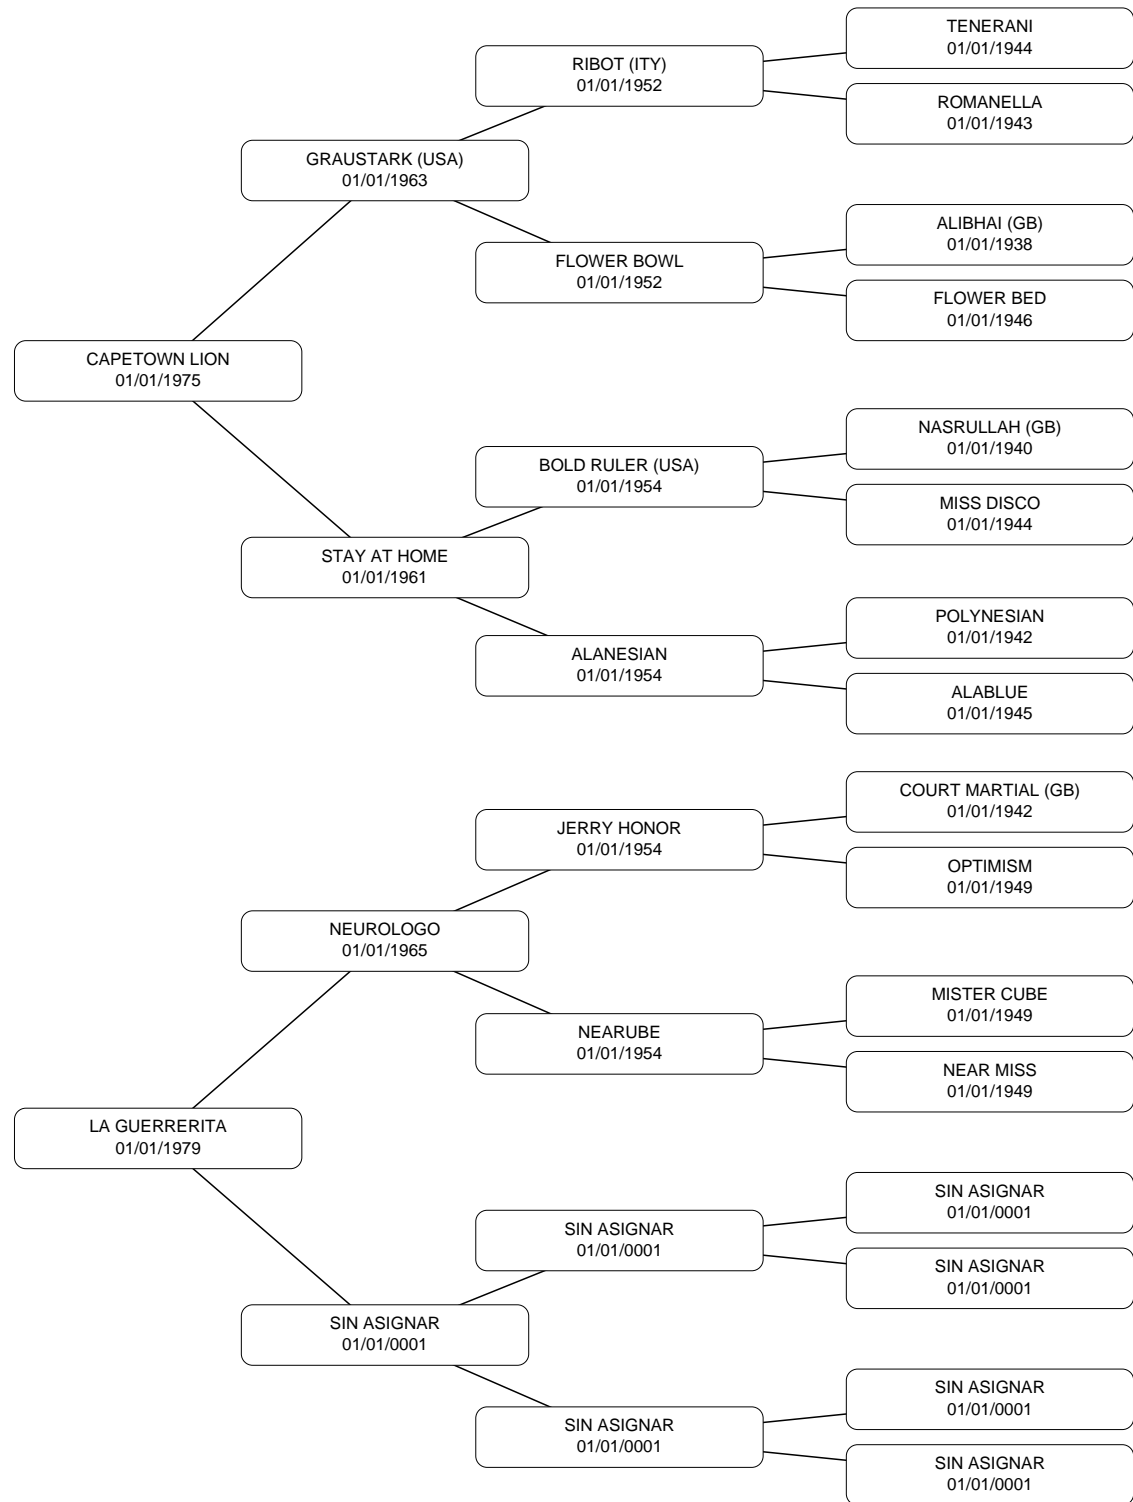 TENERANI
01/01/1944
RIBOT (ITY)
01/01/1952
ROMANELLA
01/01/1943
GRAUSTARK (USA)
01/01/1963
ALIBHAI (GB)
01/01/1938
FLOWER BOWL
01/01/1952
FLOWER BED
01/01/1946
CAPETOWN LION
01/01/1975
NASRULLAH (GB)
01/01/1940
BOLD RULER (USA)
01/01/1954
MISS DISCO
01/01/1944
STAY AT HOME
01/01/1961
POLYNESIAN
01/01/1942
ALANESIAN
01/01/1954
ALABLUE
01/01/1945
COURT MARTIAL (GB)
01/01/1942
JERRY HONOR
01/01/1954
OPTIMISM
01/01/1949
NEUROLOGO
01/01/1965
MISTER CUBE
01/01/1949
NEARUBE
01/01/1954
NEAR MISS
01/01/1949
LA GUERRERITA
01/01/1979
SIN ASIGNAR
01/01/0001
SIN ASIGNAR
01/01/0001
SIN ASIGNAR
01/01/0001
SIN ASIGNAR
01/01/0001
SIN ASIGNAR
01/01/0001
SIN ASIGNAR
01/01/0001
SIN ASIGNAR
01/01/0001